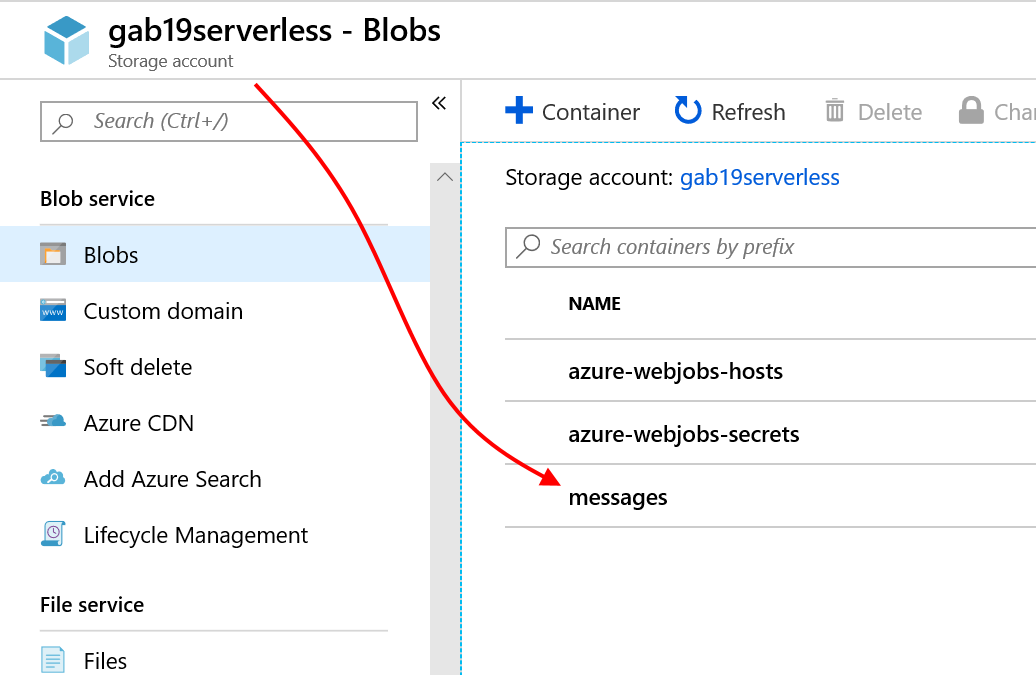 gab19serverless - Blobs
Storage account
Search (Ctrl+/)
Blob service
Blobs
www
Custom domain
Soft delete
Azure CDN
Add Azure Search
Lifecycle Management
File service
Files
Container Refresh Delete
Storage account: gab19serverless
Search containers by prefix
NAME
azure-webjobs-hosts
azure-webjobs-secrets
messages